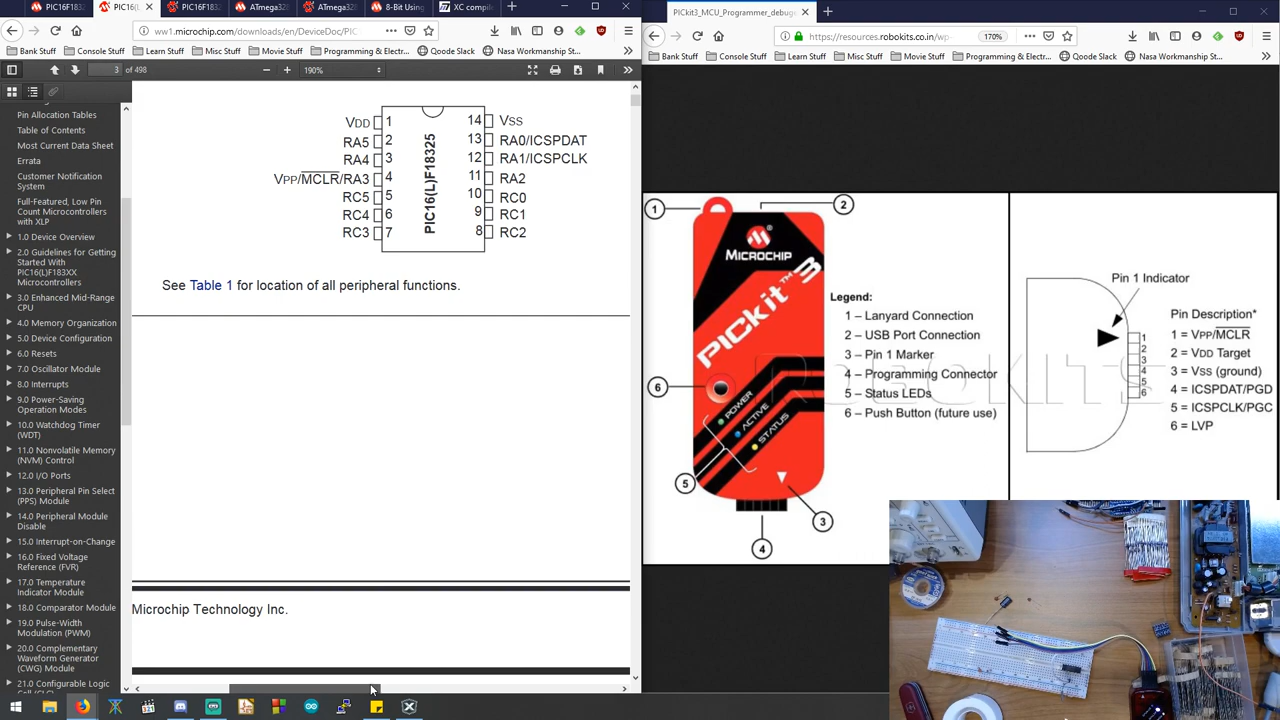 PIC16F18
PIC16(L
PIC16F183
ATmega328
ATmega328
8-Bit Using
XC compile
PICkit3_MCU_Programmer_debug
ww1.microchip.com/downloads/en/DeviceDoc/PIC
https://resources.robokits.co.in/wp-
170%
Bank Stuff
Console Stuff
Learn Stuff
Misc Stuff
Movie Stuff
Programming & Electr...
Qoode Slack
Nasa Workmanship St...
Bank Stuff
Console Stuff
Learn Stuff
Misc Stuff
Movie Stuff
Programming & Electr...
Qoode Slack
Nasa Workmanship St...
3 of 498
190%
Pin Allocation Tables
Table of Contents
Most Current Data Sheet
Errata
Customer Notification
System
Full-Featured, Low Pin
Count Microcontrollers
with XLP
1.0 Device Overview
2.0 Guidelines for Getting
Started With
PIC16(L)F183XX
Microcontrollers
3.0 Enhanced Mid-Range
CPU
4.0 Memory Organization
5.0 Device Configuration
6.0 Resets
7.0 Oscillator Module
8.0 Interrupts
9.0 Power-Saving
Operation Modes
10.0 Watchdog Timer
(WDT)
11.0 Nonvolatile Memory
(NVM) Control
12.0 I/O Ports
13.0 Peripheral Pin Select
(PPS) Module
14.0 Peripheral Module
Disable
15.0 Interrupt-on-Change
16.0 Fixed Voltage
Reference (FVR)
17.0 Temperature
Indicator Module
18.0 Comparator Module
19.0 Pulse-Width
Modulation (PWM)
20.0 Complementary
Waveform Generator
(CWG) Module
21.0 Configurable Logic
VDD 1 14 VSS
RA5 2 13 RA0/ICSPDAT
RA4 3 12 RA1/ICSPCLK
VPP/MCLR/RA3 4 11 RA2
RC5 5 10 RC0
RC4 6 9 RC1
RC3 7 8 RC2
PIC16(L)F18325
See Table 1 for location of all peripheral functions.
Microchip Technology Inc.
1
2
MICROCHIP
PICkit™ 3
6
POWER
ACTIVE
STATUS
5
3
4
Legend:
1 – Lanyard Connection
2 – USB Port Connection
3 – Pin 1 Marker
4 – Programming Connector
5 – Status LEDs
6 – Push Button (future use)
ROBOKITS
Pin 1 Indicator
1
2
3
4
5
6
Pin Description*
1 = VPP/MCLR
2 = VDD Target
3 = VSS (ground)
4 = ICSPDAT/PGD
5 = ICSPCLK/PGC
6 = LVP